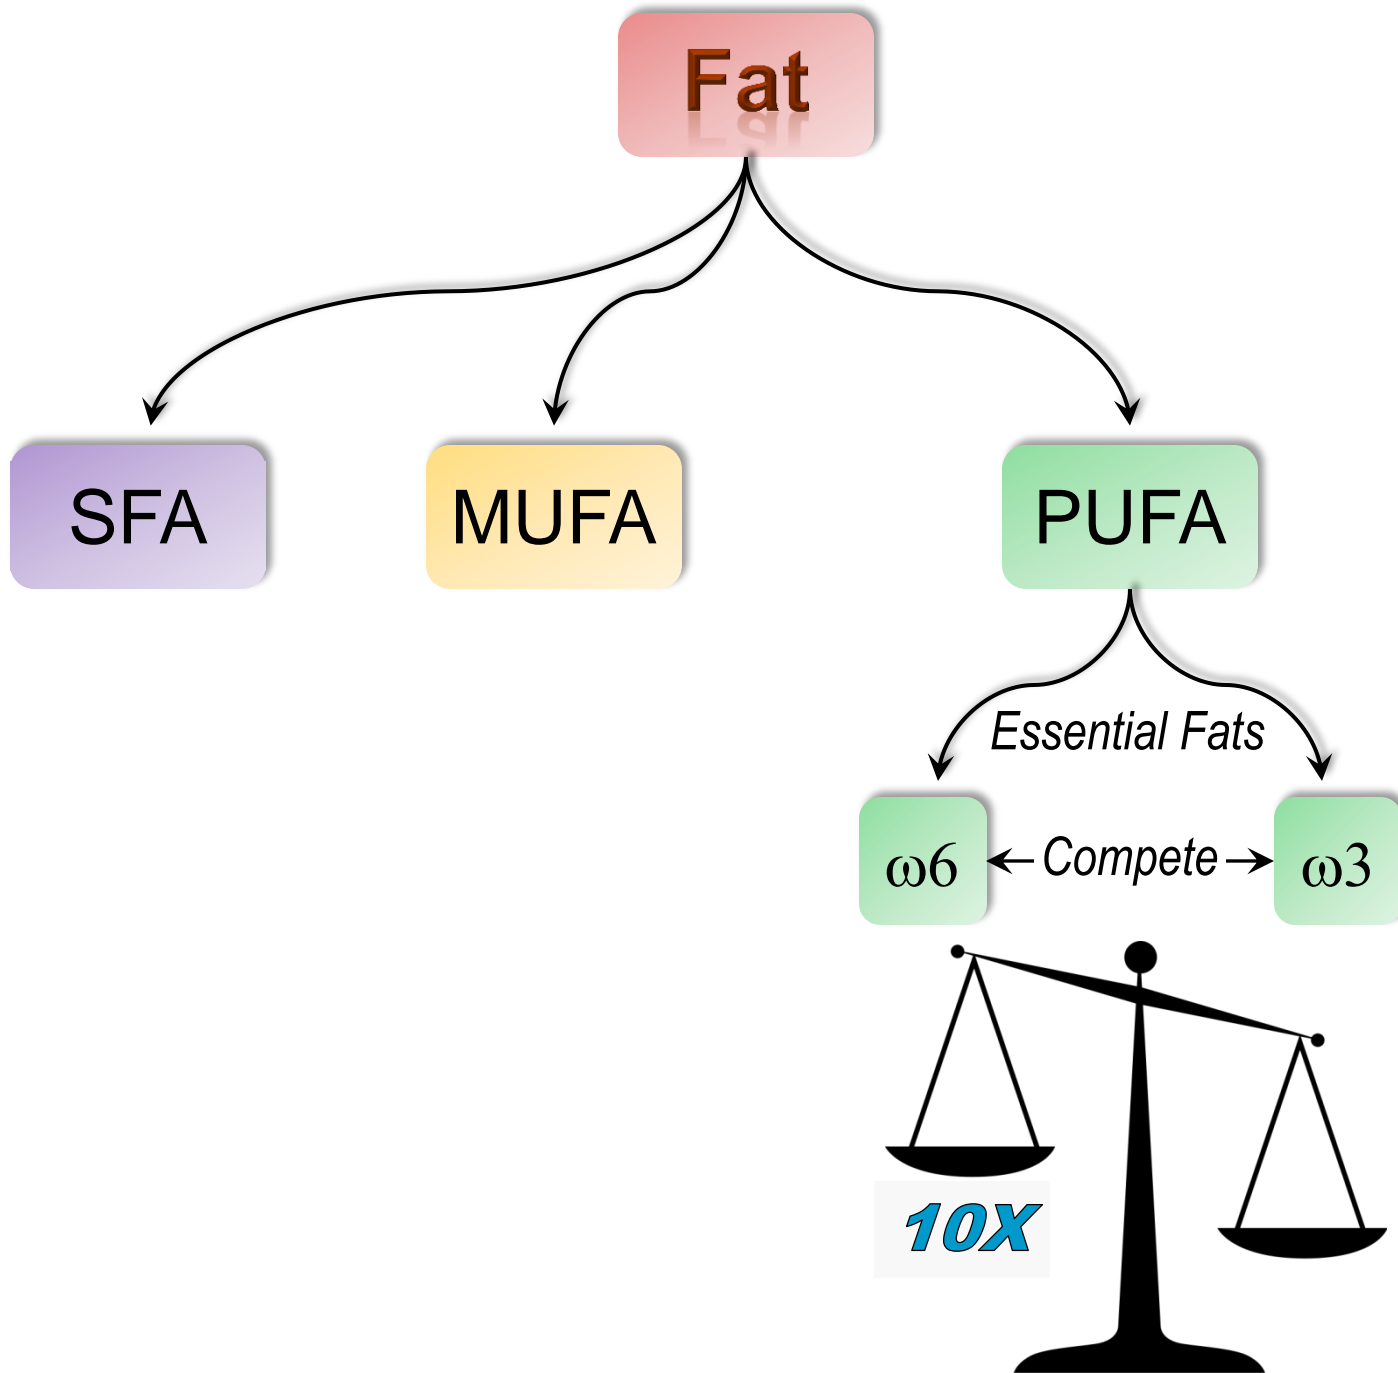 Fat
SFA
MUFA
PUFA
Essential Fats
ω6
Compete
ω3
10X